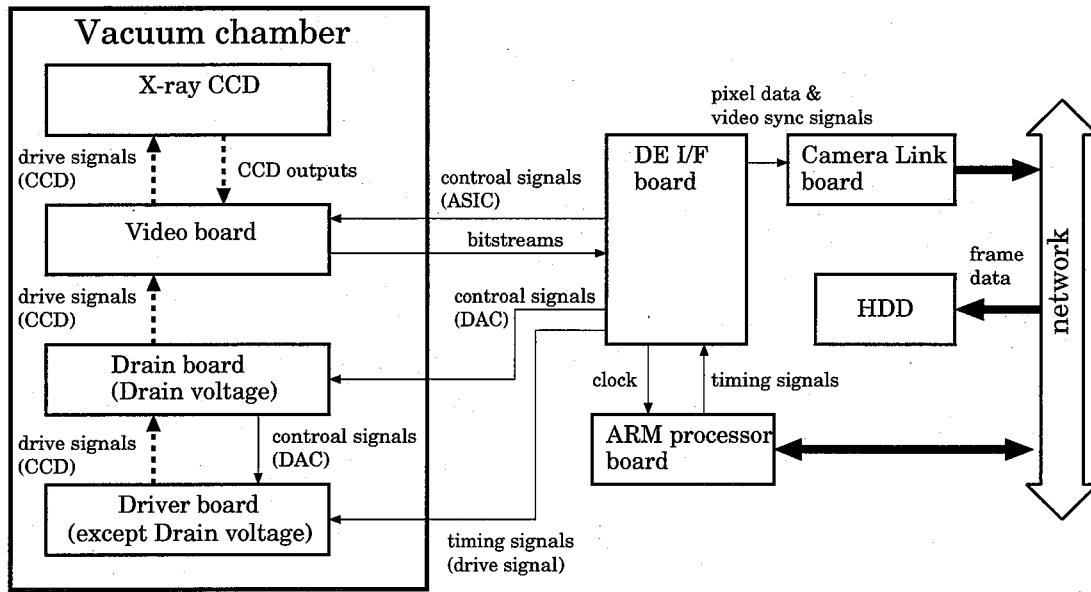 Vacuum chamber
X-ray CCD
drive signals
(CCD)
CCD outputs
Video board
drive signals
(CCD)
Drain board
(Drain voltage)
drive signals
(CCD)
controal signals
(DAC)
Driver board
(except Drain voltage)
controal signals
(ASIC)
bitstreams
controal signals
(DAC)
timing signals
(drive signal)
DE I/F
board
pixel data &
video sync signals
Camera Link
board
clock
timing signals
ARM processor
board
frame
data
HDD
network